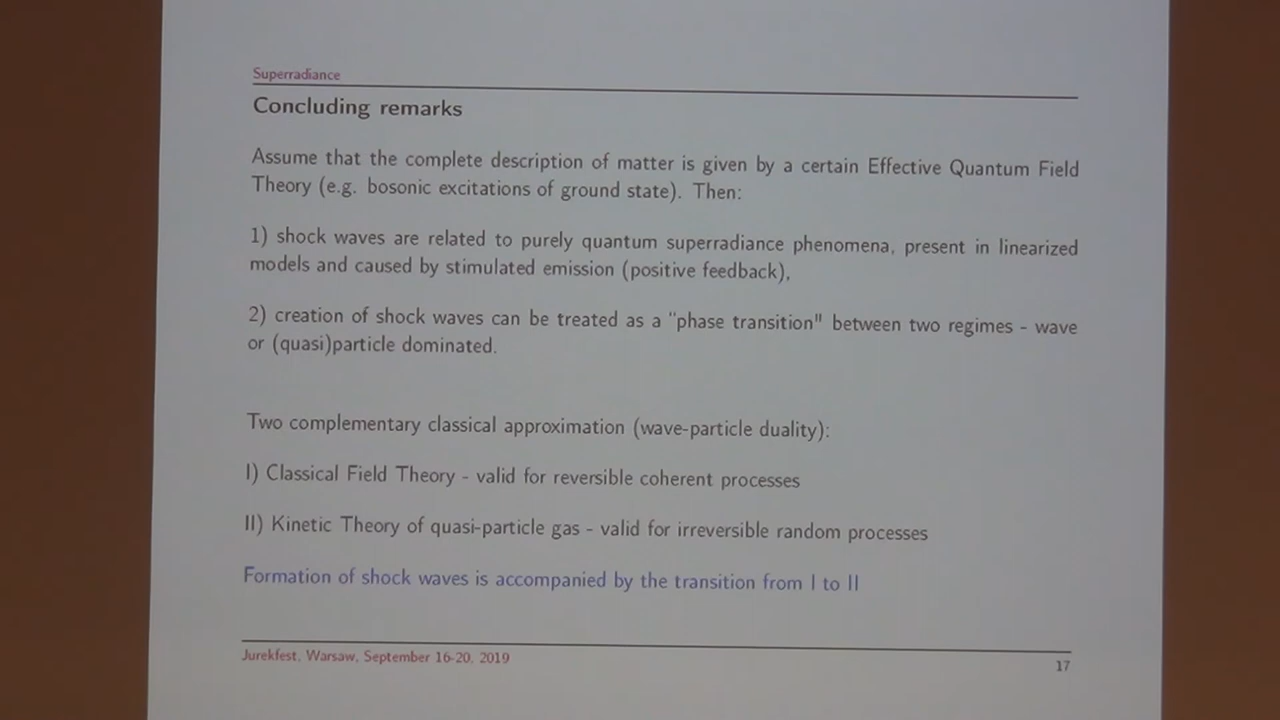 Superradiance
Concluding remarks
Assume that the complete description of matter is given by a certain Effective Quantum Field
Theory (e.g. bosonic excitations of ground state). Then:
1) shock waves are related to purely quantum superradiance phenomena, present in linearized
models and caused by stimulated emission (positive feedback),
2) creation of shock waves can be treated as a "phase transition" between two regimes - wave
or (quasi)particle dominated.
Two complementary classical approximation (wave-particle duality):
I) Classical Field Theory - valid for reversible coherent processes
II) Kinetic Theory of quasi-particle gas - valid for irreversible random processes
Formation of shock waves is accompanied by the transition from I to II
Jurekfest, Warsaw, September 16-20, 2019
17